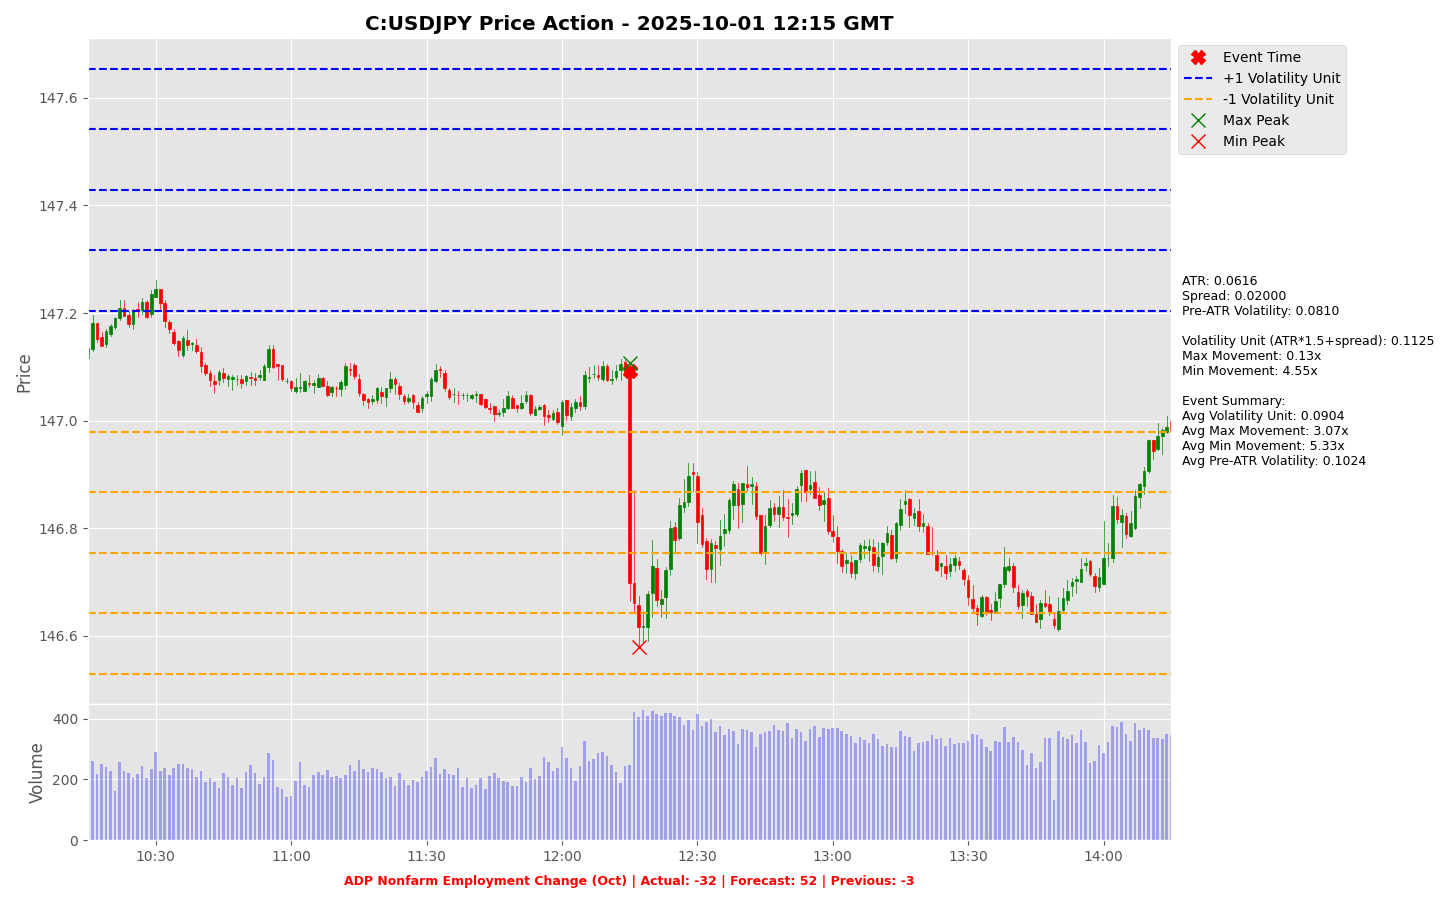 C:USDJPY Price Action - 2025-10-01 12:15 GMT
Event Time
+1 Volatility Unit
-1 Volatility Unit
Max Peak
Min Peak
Price
147.6
147.4
147.2
147.0
146.8
146.6
ATR: 0.0616
Spread: 0.02000
Pre-ATR Volatility: 0.0810
Volatility Unit (ATR*1.5+spread): 0.1125
Max Movement: 0.13x
Min Movement: 4.55x
Event Summary:
Avg Volatility Unit: 0.0904
Avg Max Movement: 3.07x
Avg Min Movement: 5.33x
Avg Pre-ATR Volatility: 0.1024
Volume
400
200
0
10:30 11:00 11:30 12:00 12:30 13:00 13:30 14:00
ADP Nonfarm Employment Change (Oct) | Actual: -32 | Forecast: 52 | Previous: -3